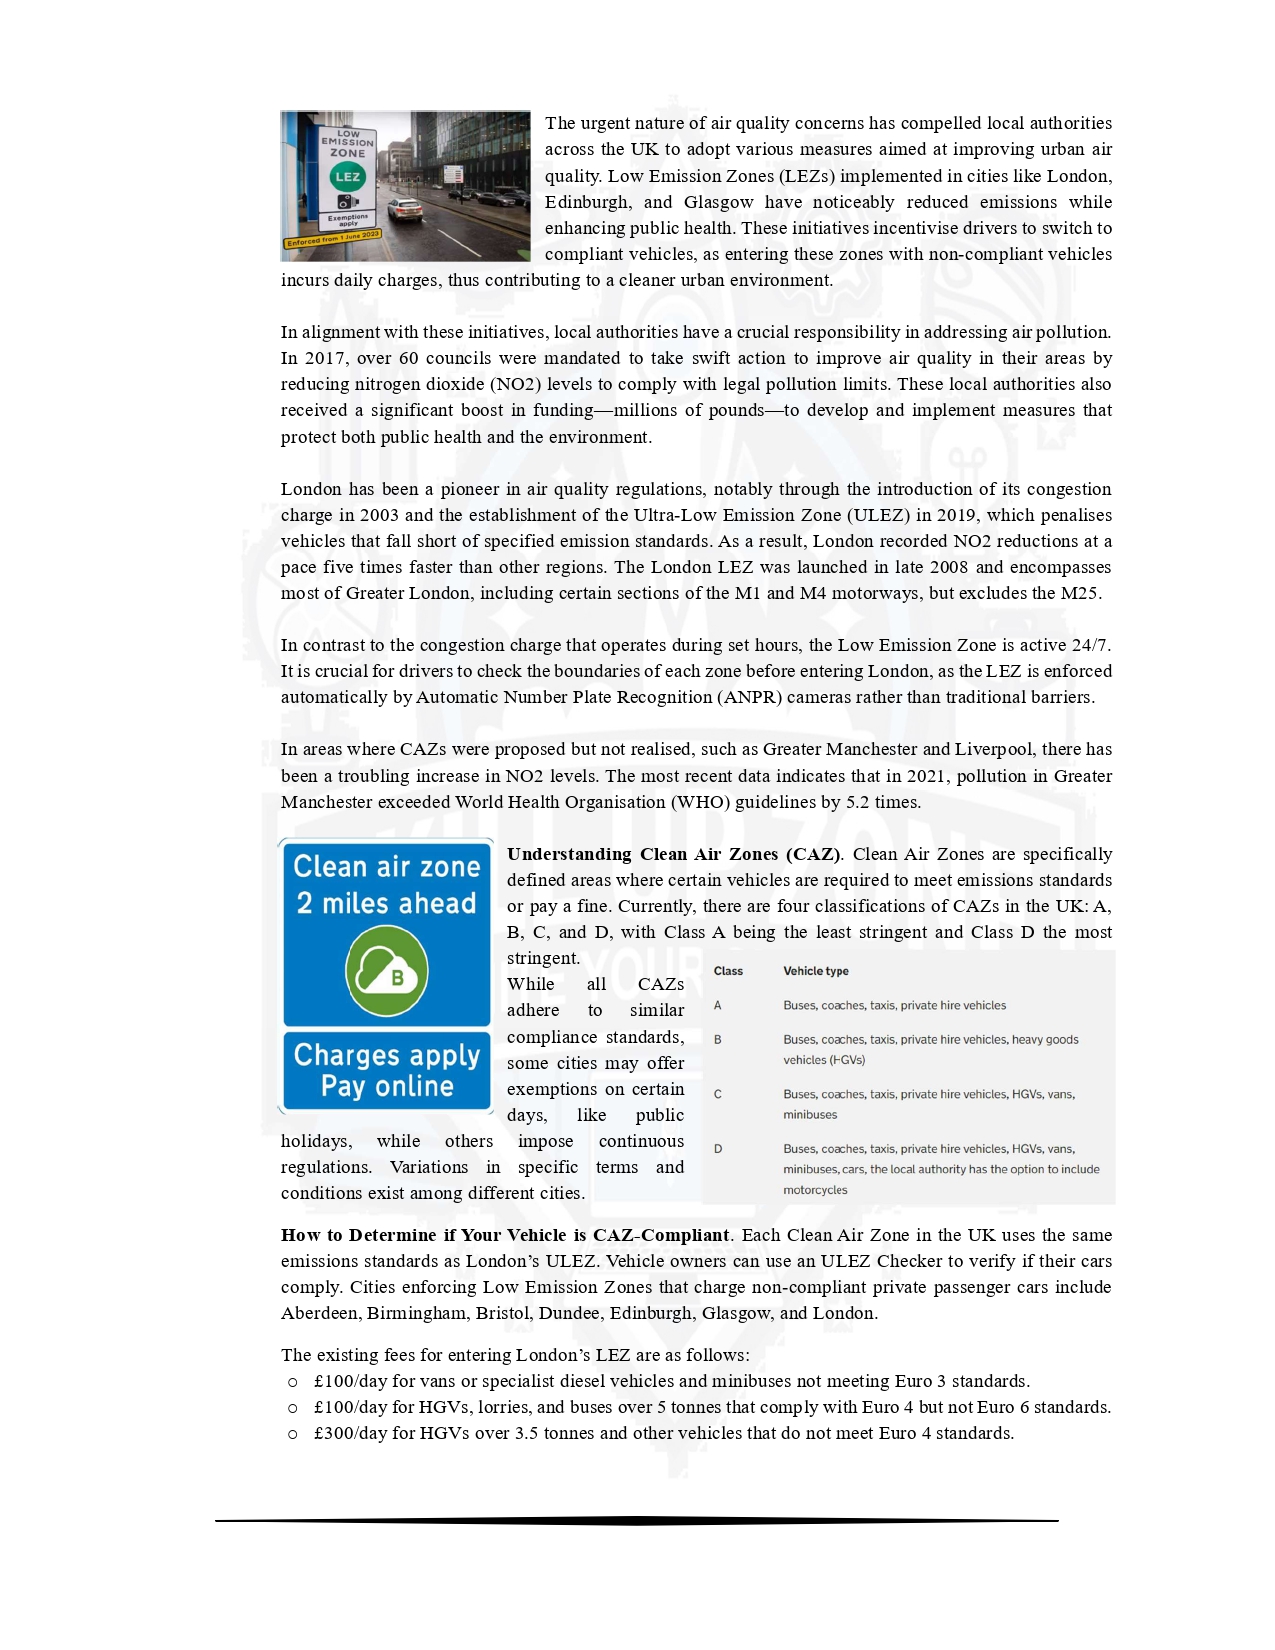 LOW
EMISSION
ZONE
LEZ
Exemptions
apply
Enforced from 1 June 2023
The urgent nature of air quality concerns has compelled local authorities
across the UK to adopt various measures aimed at improving urban air
quality. Low Emission Zones (LEZs) implemented in cities like London,
Edinburgh, and Glasgow have noticeably reduced emissions while
enhancing public health. These initiatives incentivise drivers to switch to
compliant vehicles, as entering these zones with non-compliant vehicles
incurs daily charges, thus contributing to a cleaner urban environment.
In alignment with these initiatives, local authorities have a crucial responsibility in addressing air pollution.
In 2017, over 60 councils were mandated to take swift action to improve air quality in their areas by
reducing nitrogen dioxide (NO2) levels to comply with legal pollution limits. These local authorities also
received a significant boost in funding—millions of pounds—to develop and implement measures that
protect both public health and the environment.
London has been a pioneer in air quality regulations, notably through the introduction of its congestion
charge in 2003 and the establishment of the Ultra-Low Emission Zone (ULEZ) in 2019, which penalises
vehicles that fall short of specified emission standards. As a result, London recorded NO2 reductions at a
pace five times faster than other regions. The London LEZ was launched in late 2008 and encompasses
most of Greater London, including certain sections of the M1 and M4 motorways, but excludes the M25.
In contrast to the congestion charge that operates during set hours, the Low Emission Zone is active 24/7.
It is crucial for drivers to check the boundaries of each zone before entering London, as the LEZ is enforced
automatically by Automatic Number Plate Recognition (ANPR) cameras rather than traditional barriers.
In areas where CAZs were proposed but not realised, such as Greater Manchester and Liverpool, there has
been a troubling increase in NO2 levels. The most recent data indicates that in 2021, pollution in Greater
Manchester exceeded World Health Organisation (WHO) guidelines by 5.2 times.
Clean air zone
2 miles ahead
B
Charges apply
Pay online
Understanding Clean Air Zones (CAZ). Clean Air Zones are specifically
defined areas where certain vehicles are required to meet emissions standards
or pay a fine. Currently, there are four classifications of CAZs in the UK: A,
B, C, and D, with Class A being the least stringent and Class D the most
stringent.
While all CAZs
adhere to similar
compliance standards,
some cities may offer
exemptions on certain
days, like public
holidays, while others impose continuous
regulations. Variations in specific terms and
conditions exist among different cities.
Class Vehicle type
A Buses, coaches, taxis, private hire vehicles
B Buses, coaches, taxis, private hire vehicles, heavy goods
vehicles (HGVs)
C Buses, coaches, taxis, private hire vehicles, HGVs, vans,
minibuses
D Buses, coaches, taxis, private hire vehicles, HGVs, vans,
minibuses, cars, the local authority has the option to include
motorcycles
How to Determine if Your Vehicle is CAZ-Compliant. Each Clean Air Zone in the UK uses the same
emissions standards as London’s ULEZ. Vehicle owners can use an ULEZ Checker to verify if their cars
comply. Cities enforcing Low Emission Zones that charge non-compliant private passenger cars include
Aberdeen, Birmingham, Bristol, Dundee, Edinburgh, Glasgow, and London.
The existing fees for entering London’s LEZ are as follows:
o £100/day for vans or specialist diesel vehicles and minibuses not meeting Euro 3 standards.
o £100/day for HGVs, lorries, and buses over 5 tonnes that comply with Euro 4 but not Euro 6 standards.
o £300/day for HGVs over 3.5 tonnes and other vehicles that do not meet Euro 4 standards.